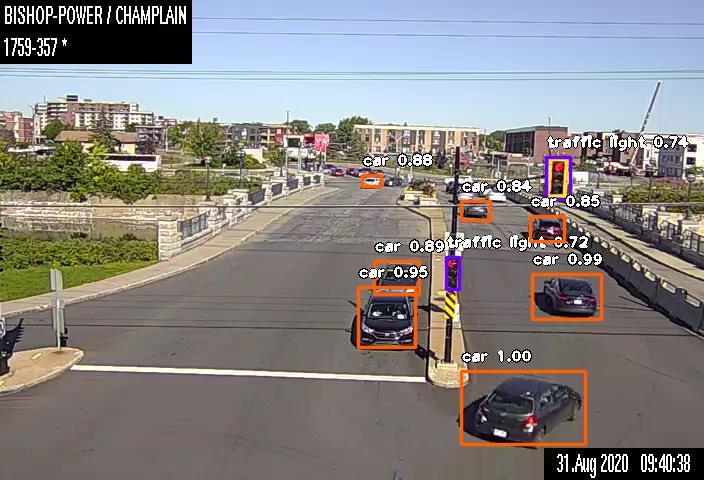 BISHOP-POWER / CHAMPLAIN
1759-357 *
traffic light 0.74
car 0.88
car 0.84
car 0.85
car 0.89
traffic light 0.72
car 0.99
car 0.95
car 1.00
31.Aug 2020 09:40:38